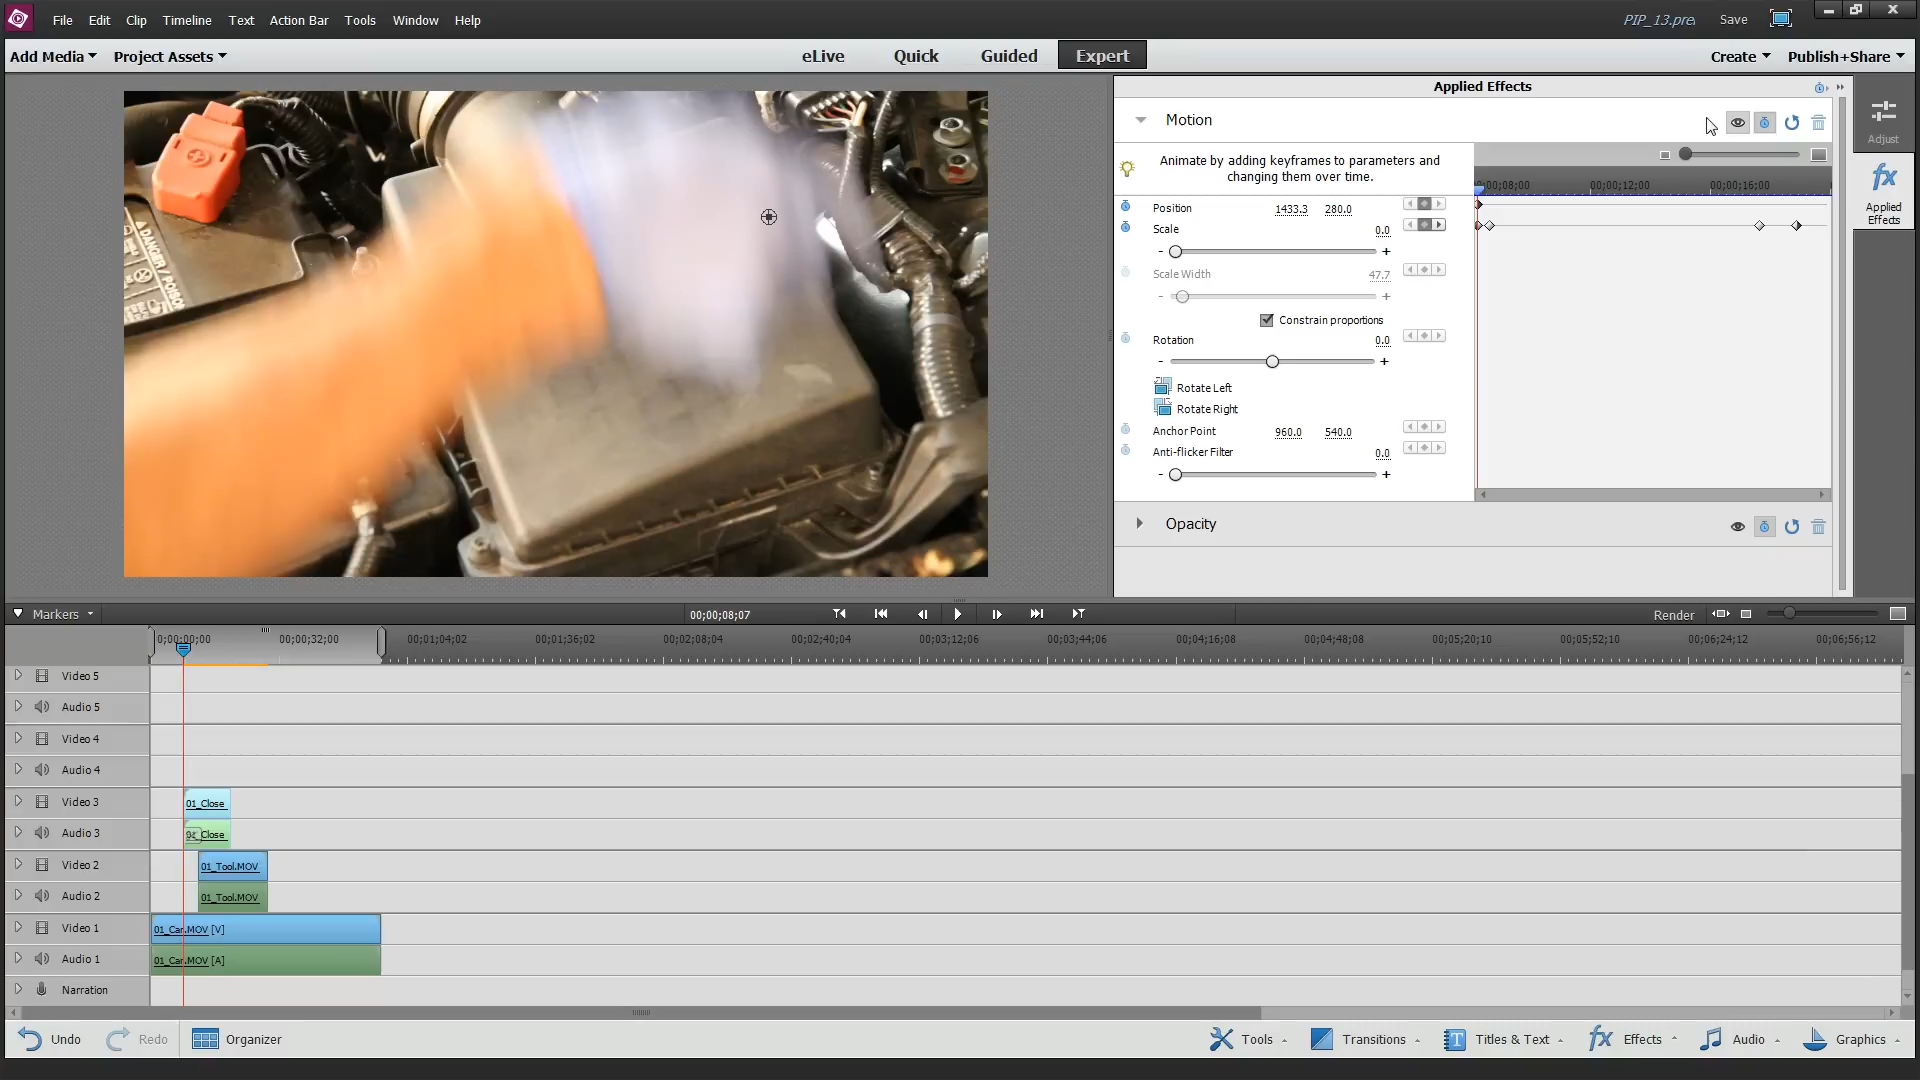 File Edit Clip Timeline Text Action Bar Tools Window Help PIP_13.prel Save
Add Media Project Assets eLive Quick Guided Expert Create Publish+Share
Applied Effects
Motion
Adjust
Animate by adding keyframes to parameters and
changing them over time.
00;00;08;00 00;00;12;00 00;00;16;00
Position 1433.3 280.0
Applied
Effects
Scale 0.0
- +
Scale Width 47.7
- +
Constrain proportions
Rotation 0.0
- +
Rotate Left
Rotate Right
Anchor Point 960.0 540.0
Anti-flicker Filter 0.0
- +
Opacity
DANGER/POISON
Markers 00;00;08;07 Render
0;00;00;00 00;00;32;00 00;01;04;02 00;01;36;02 00;02;08;04 00;02;40;04 00;03;12;06 00;03;44;06 00;04;16;08 00;04;48;08 00;05;20;10 00;05;52;10 00;06;24;12 00;06;56;12
Video 5
Audio 5
Video 4
Audio 4
Video 3 01_Close
Audio 3 Close
Video 2 01_Tool.MOV
Audio 2 01_Tool.MOV
Video 1 01_Car.MOV [V]
Audio 1 01_Car.MOV [A]
Narration
Undo Redo Organizer Tools Transitions Titles & Text Effects Audio Graphics